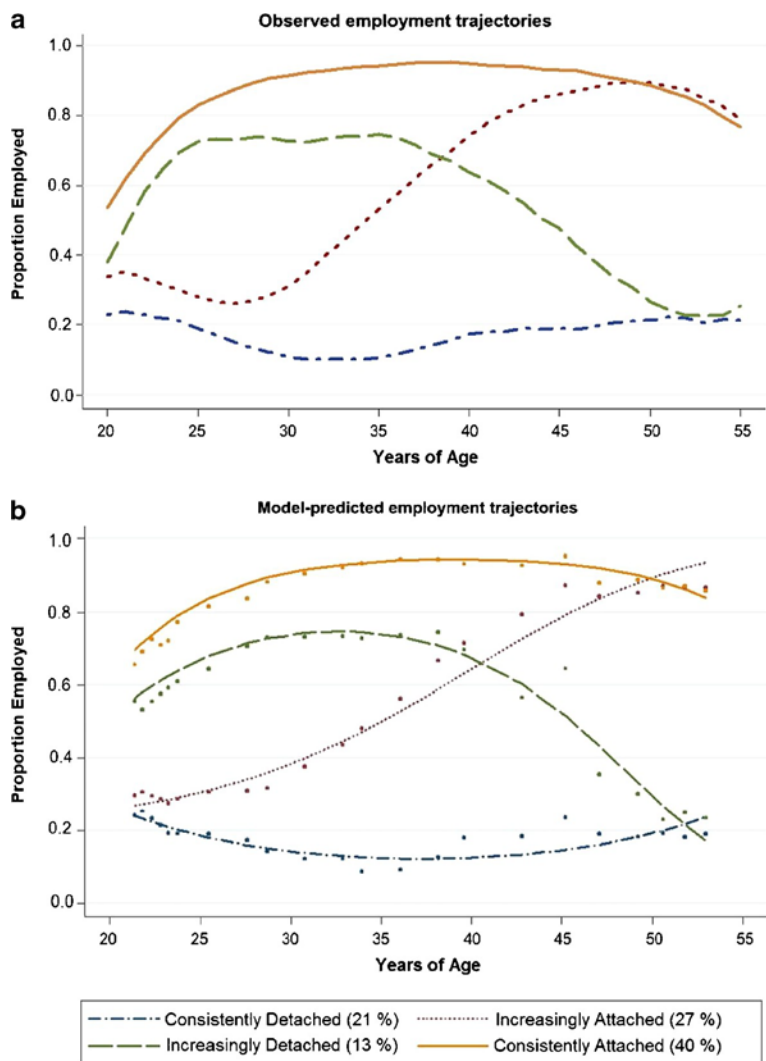 a
Observed employment trajectories
1.0
0.8
0.6
0.4
0.2
0.0
Proportion Employed
20 25 30 35 40 45 50 55
Years of Age
b
Model-predicted employment trajectories
1.0
0.8
0.6
0.4
0.2
0.0
Proportion Employed
20 25 30 35 40 45 50 55
Years of Age
Consistently Detached (21 %) Increasingly Attached (27 %)
Increasingly Detached (13 %) Consistently Attached (40 %)